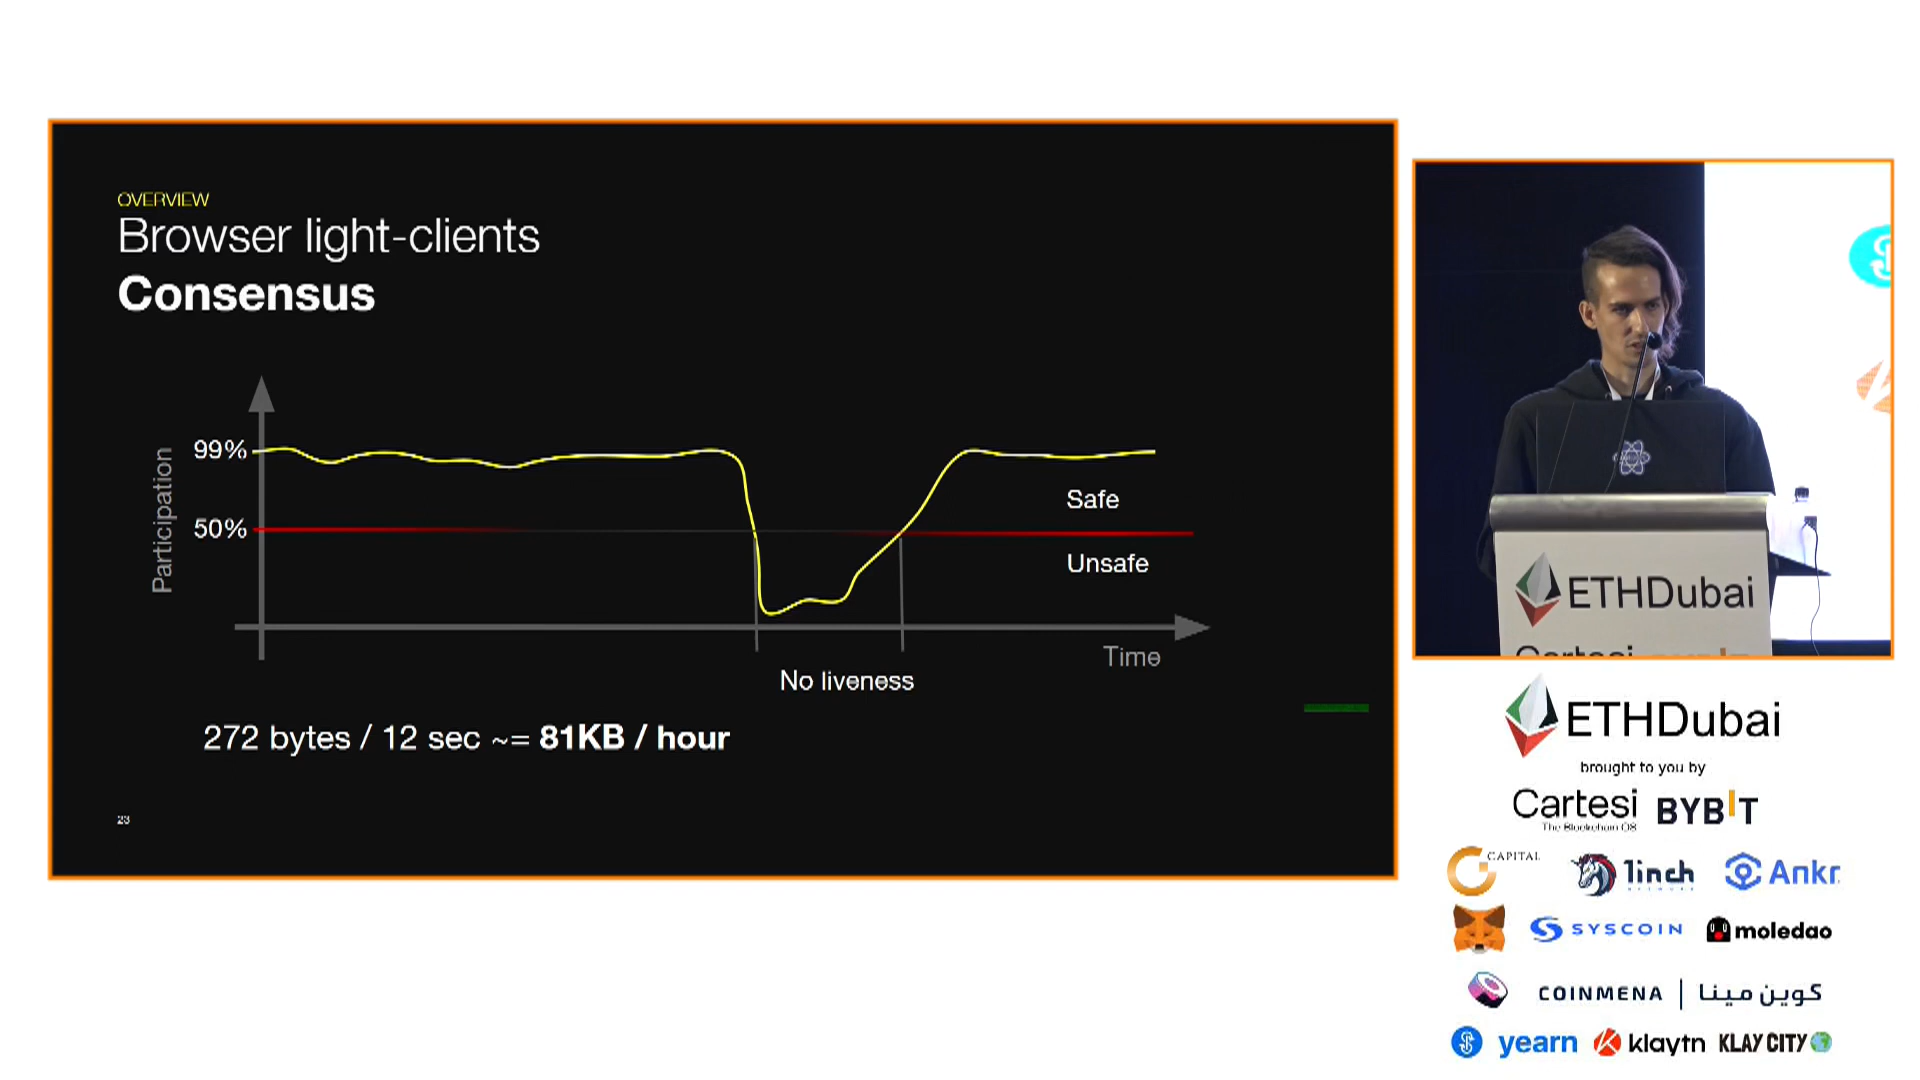 OVERVIEW
Browser light-clients
Consensus
Participation
99%
50%
Safe
Unsafe
Time
No liveness
272 bytes / 12 sec ~= 81KB / hour
23
ETHDubai
Cartesi
ETHDubai
brought to you by
Cartesi
The Blockchain OS
BYBIT
CAPITAL
1inch
NETWORK
Ankr
SYSCOIN
moledao
COINMENA | كوين مينا
yearn
klaytn
KLAY CITY